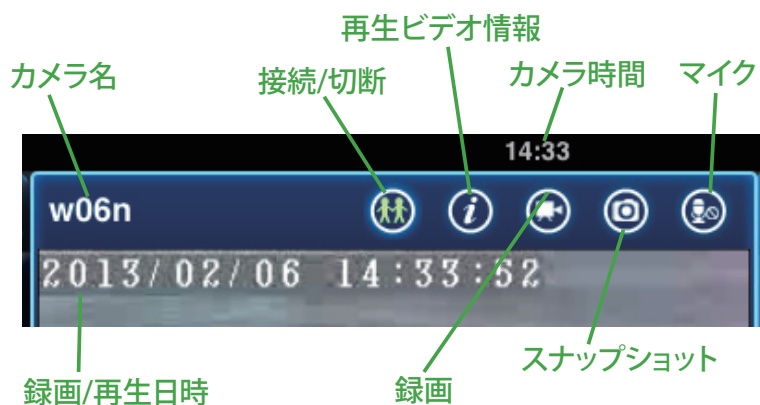 再生ビデオ情報
カメラ名
接続/切断
カメラ時間
マイク
14:33
w06n
i
2013/02/06 14:33:52
スナップショット
録画/再生日時
録画